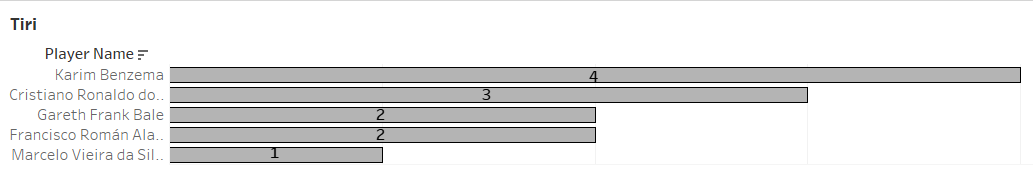 Tiri
Player Name
Karim Benzema 4
Cristiano Ronaldo do.. 3
Gareth Frank Bale 2
Francisco Román Ala.. 2
Marcelo Vieira da Sil.. 1